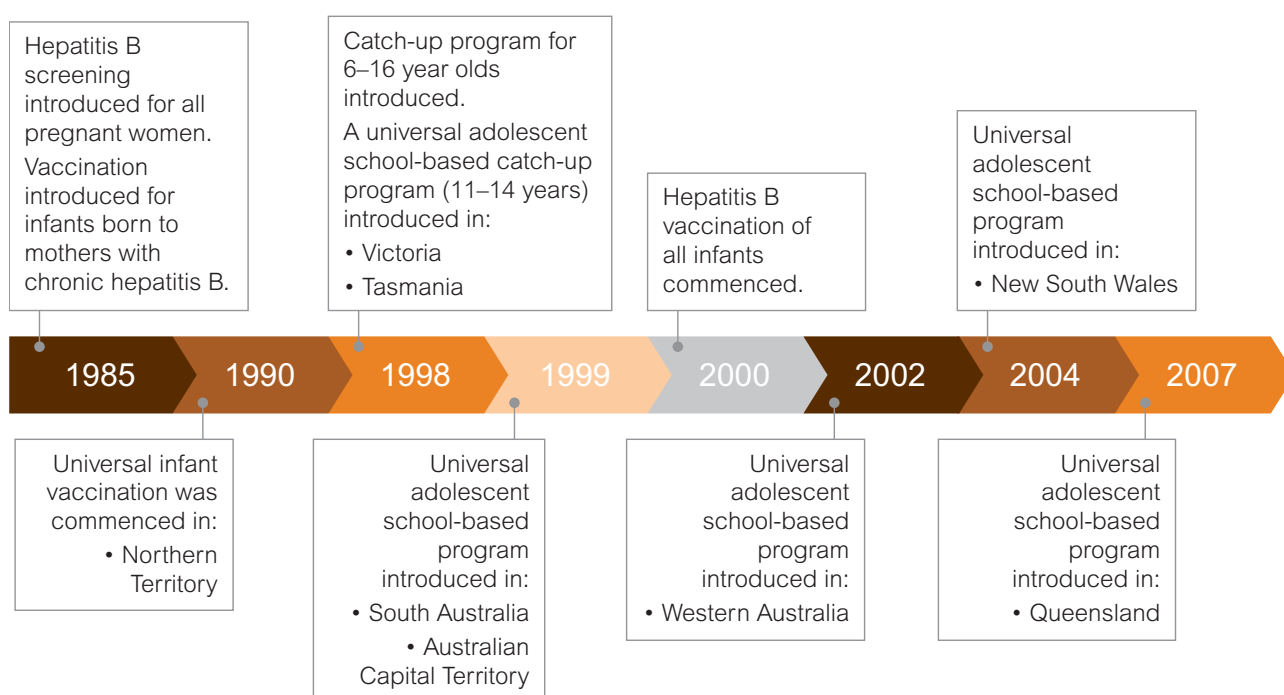 Hepatitis B
screening
introduced for all
pregnant women.
Vaccination
introduced for
infants born to
mothers with
chronic hepatitis B.
Catch-up program for
6–16 year olds
introduced.
A universal adolescent
school-based catch-up
program (11–14 years)
introduced in:
• Victoria
• Tasmania
Hepatitis B
vaccination of
all infants
commenced.
Universal
adolescent
school-based
program
introduced in:
• New South Wales
1985
1990
1998
1999
2000
2002
2004
2007
Universal infant
vaccination was
commenced in:
• Northern
Territory
Universal
adolescent
school-based
program
introduced in:
• South Australia
• Australian
Capital Territory
Universal
adolescent
school-based
program
introduced in:
• Western Australia
Universal
adolescent
school-based
program
introduced in:
• Queensland